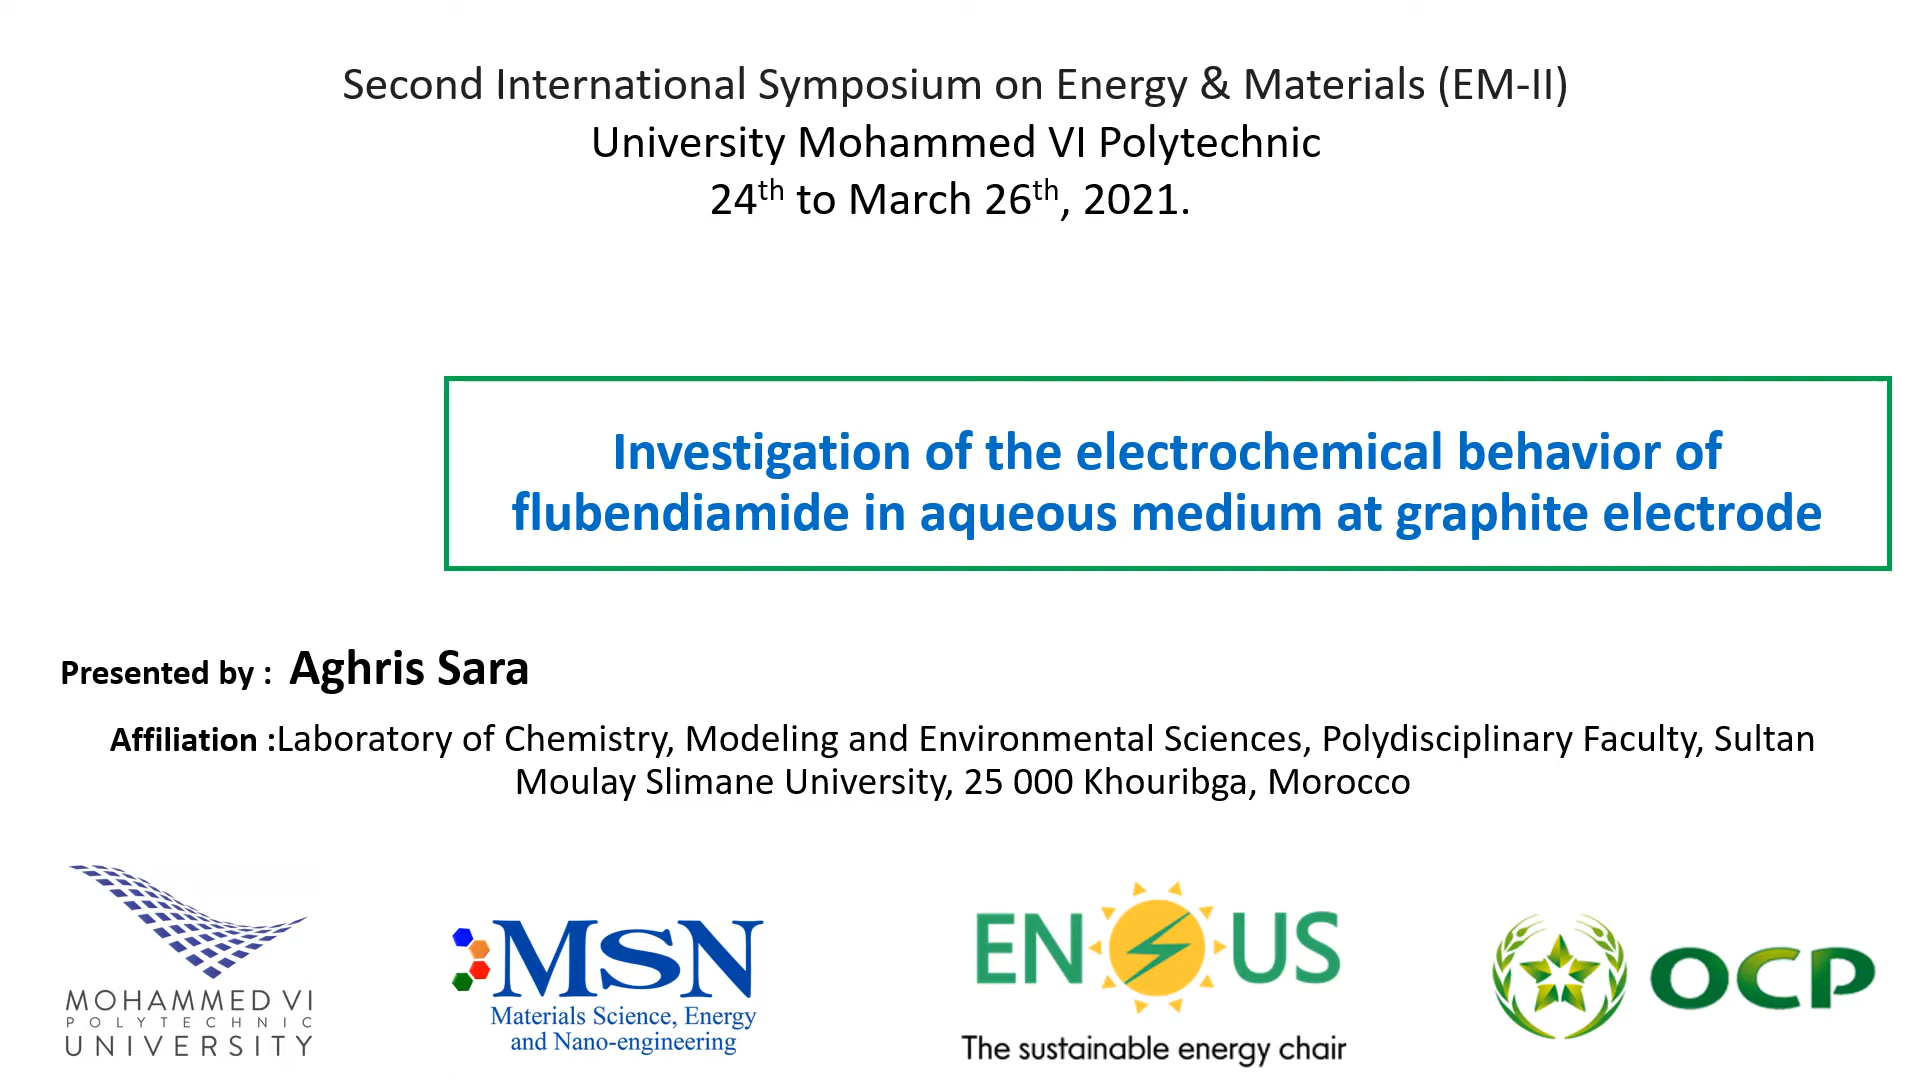 Second International Symposium on Energy & Materials (EM-II)
University Mohammed VI Polytechnic
24th to March 26th, 2021.
Investigation of the electrochemical behavior of
flubendiamide in aqueous medium at graphite electrode
Presented by : Aghris Sara
Affiliation :Laboratory of Chemistry, Modeling and Environmental Sciences, Polydisciplinary Faculty, Sultan
Moulay Slimane University, 25 000 Khouribga, Morocco
MOHAMMED VI
POLYTECHNIC
UNIVERSITY
MSN
Materials Science, Energy
and Nano-engineering
EN US
The sustainable energy chair
OCP